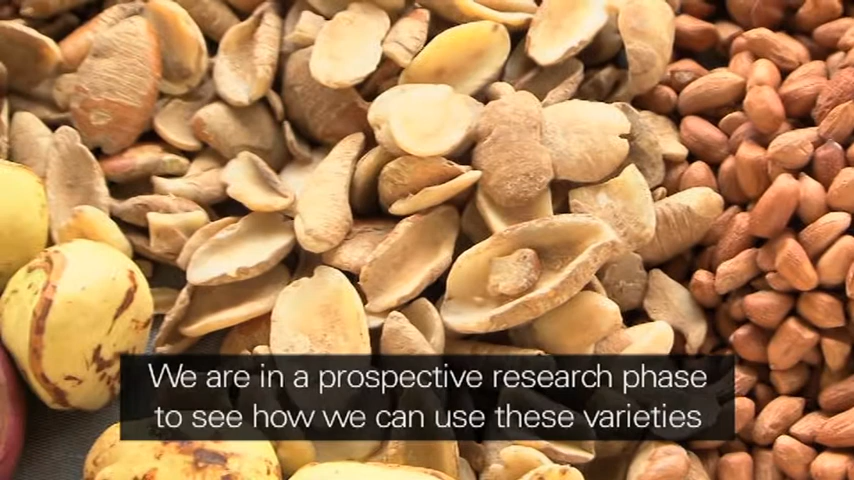 We are in a prospective research phase
to see how we can use these varieties